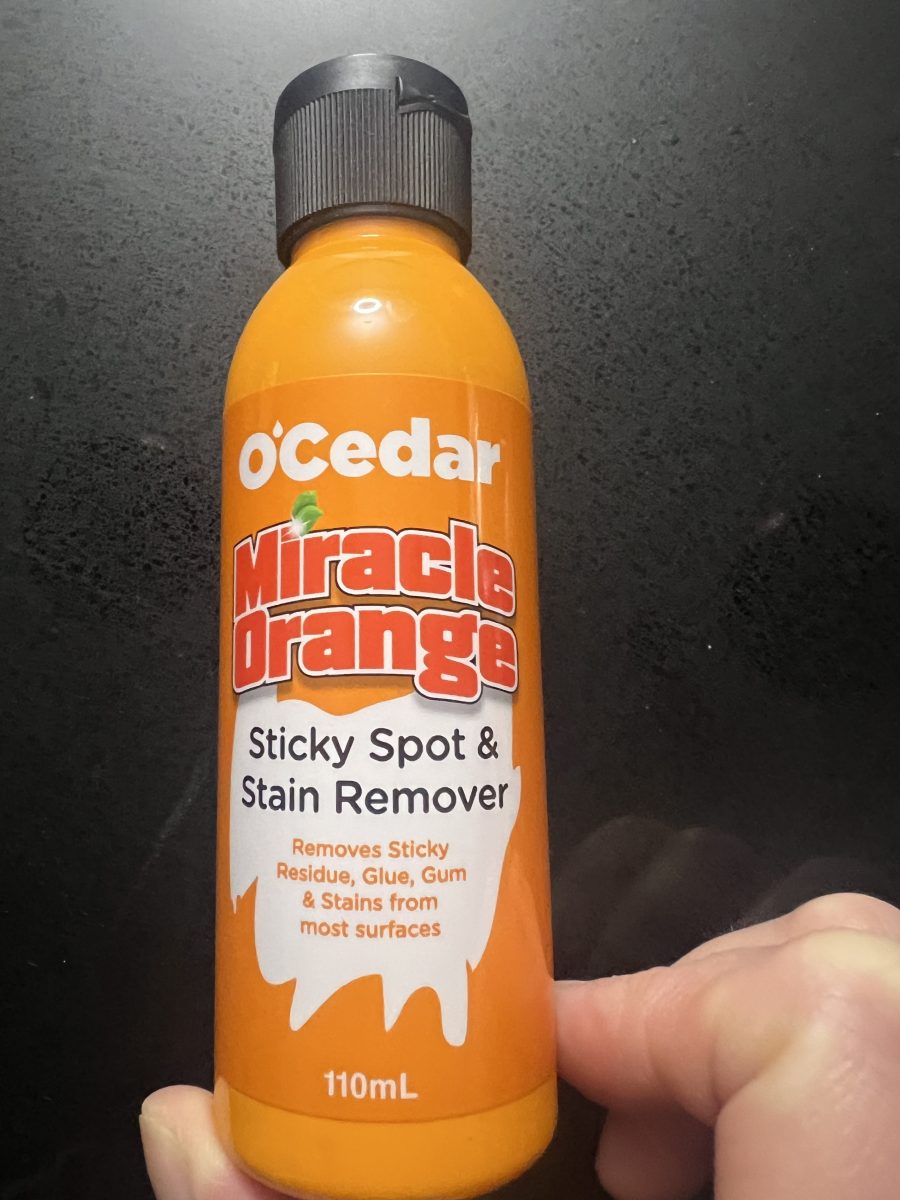 O'Cedar
Miracle
Orange
Sticky Spot &
Stain Remover
Removes Sticky
Residue, Glue, Gum
& Stains from
most surfaces
110mL